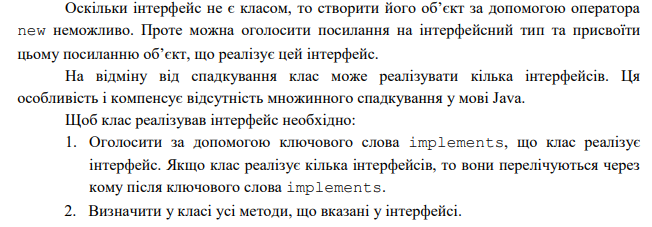 Оскільки інтерфейс не є класом, то створити його об’єкт за допомогою оператора
new неможливо. Проте можна оголосити посилання на інтерфейсний тип та присвоїти
цьому посиланню об’єкт, що реалізує цей інтерфейс.
На відміну від спадкування клас може реалізувати кілька інтерфейсів. Ця
особливість і компенсує відсутність множинного спадкування у мові Java.
Щоб клас реалізував інтерфейс необхідно:
1. Оголосити за допомогою ключового слова implements, що клас реалізує
інтерфейс. Якщо клас реалізує кілька інтерфейсів, то вони перелічуються через
кому після ключового слова implements.
2. Визначити у класі усі методи, що вказані у інтерфейсі.